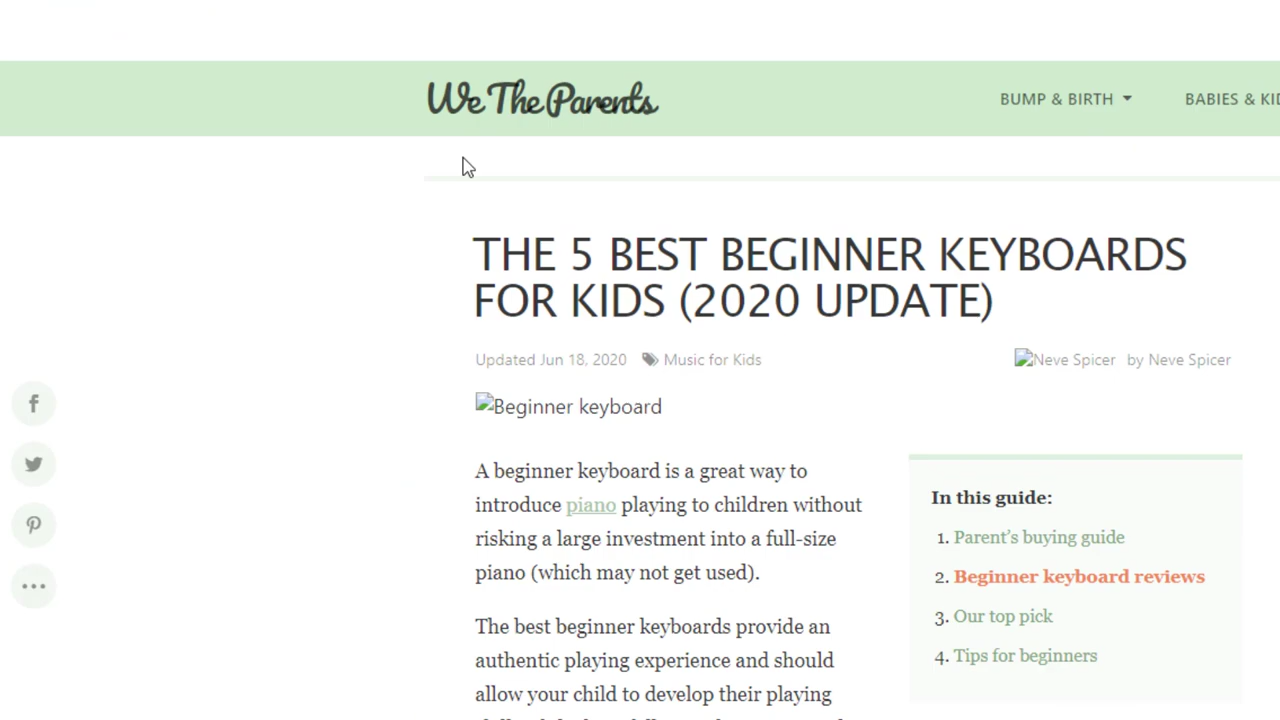 We The Parents
BUMP & BIRTH
BABIES & KID
THE 5 BEST BEGINNER KEYBOARDS
FOR KIDS (2020 UPDATE)
Updated Jun 18, 2020 Music for Kids
Neve Spicer by Neve Spicer
Beginner keyboard
A beginner keyboard is a great way to
introduce piano playing to children without
risking a large investment into a full-size
piano (which may not get used).
The best beginner keyboards provide an
authentic playing experience and should
allow your child to develop their playing
In this guide:
1. Parent’s buying guide
2. Beginner keyboard reviews
3. Our top pick
4. Tips for beginners